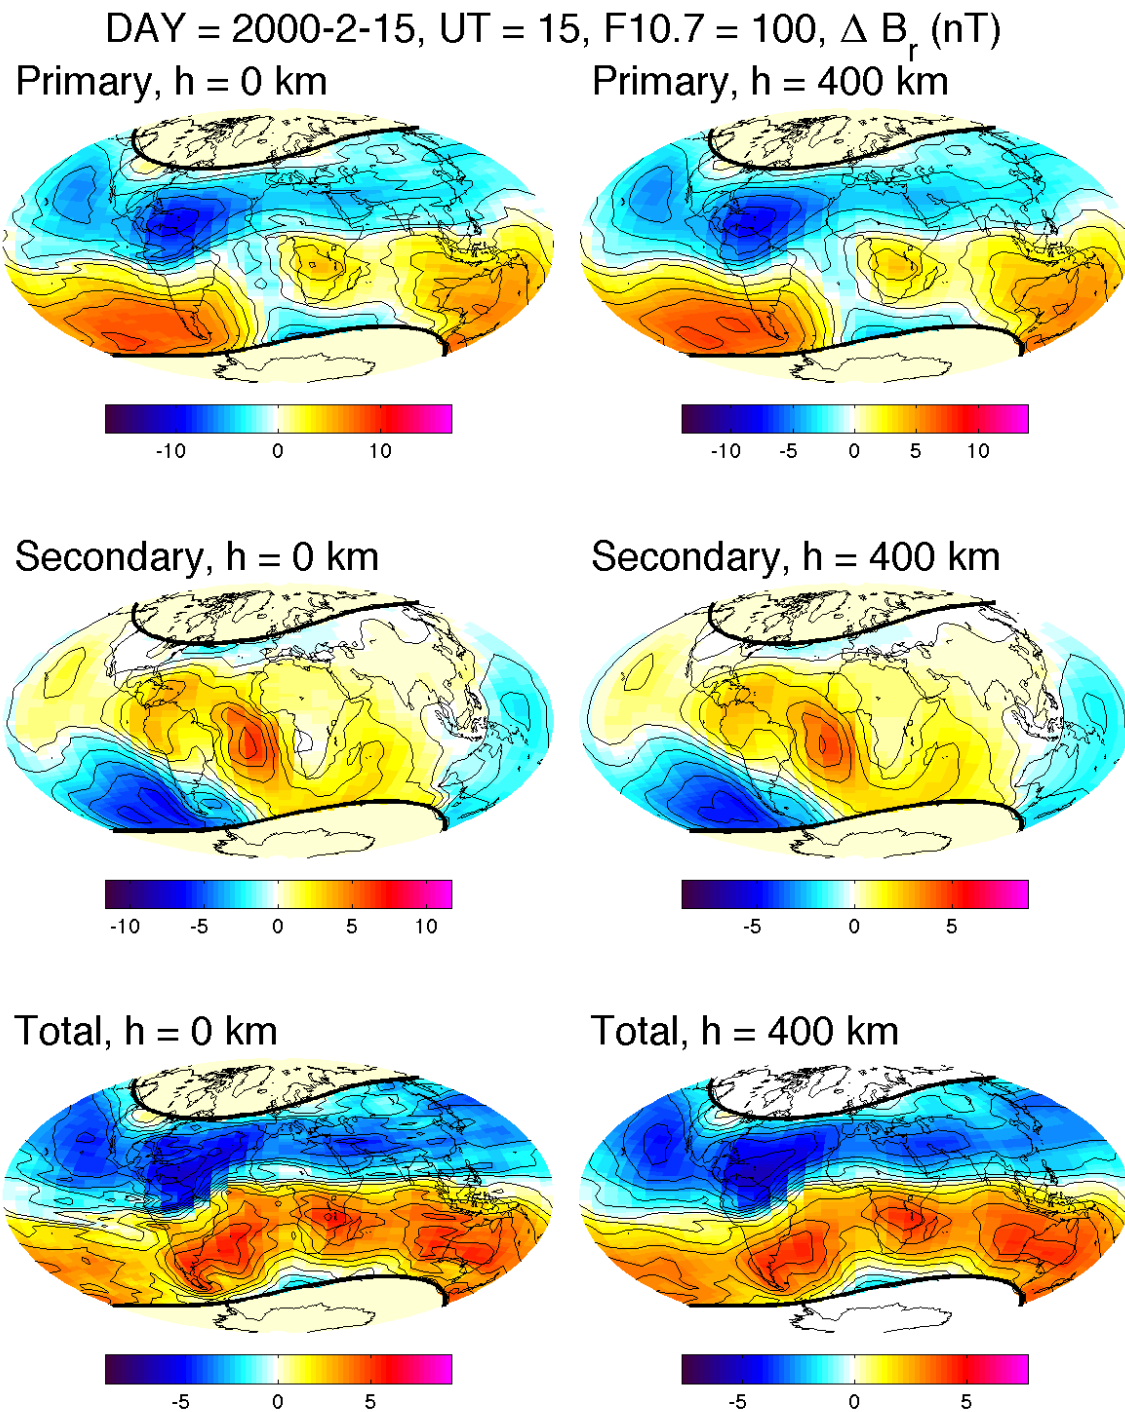 DAY = 2000-2-15, UT = 15, F10.7 = 100, Δ B_r (nT)
Primary, h = 0 km
Primary, h = 400 km
-10 0 10
-10 -5 0 5 10
Secondary, h = 0 km
Secondary, h = 400 km
-10 -5 0 5 10
-5 0 5
Total, h = 0 km
Total, h = 400 km
-5 0 5
-5 0 5